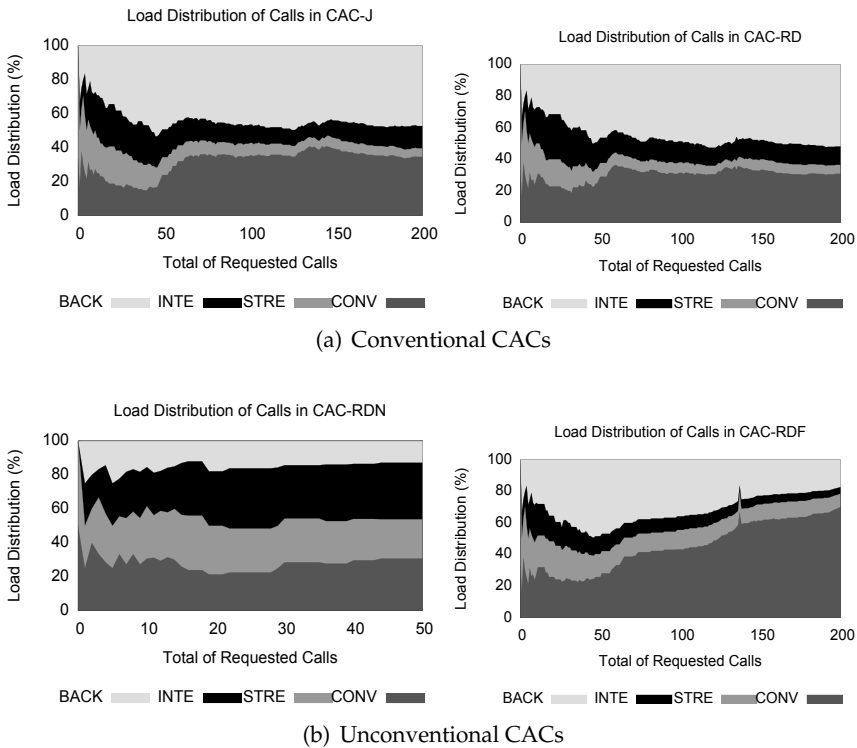 Load Distribution of Calls in CAC-J
Load Distribution (%)
100
80
60
40
20
0
0 50 100 150 200
Total of Requested Calls
BACK INTE STRE CONV
Load Distribution of Calls in CAC-RD
Load Distribution (%)
100
80
60
40
20
0
0 50 100 150 200
Total of Requested Calls
BACK INTE STRE CONV
(a) Conventional CACs
Load Distribution of Calls in CAC-RDN
Load Distribution (%)
100
80
60
40
20
0
0 10 20 30 40 50
Total of Requested Calls
BACK INTE STRE CONV
Load Distribution of Calls in CAC-RDF
Load Distribution (%)
100
80
60
40
20
0
0 50 100 150 200
Total of Requested Calls
BACK INTE STRE CONV
(b) Unconventional CACs